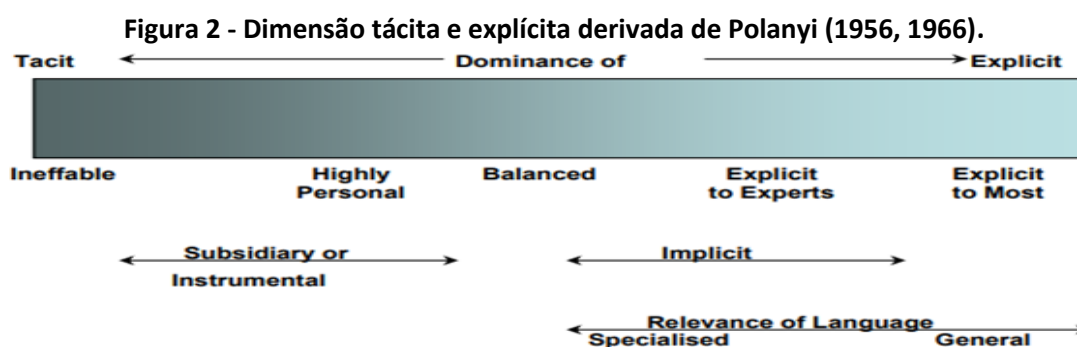 Figura 2 - Dimensão tácita e explícita derivada de Polanyi (1956, 1966).
Tacit Dominance of Explicit
Ineffable Highly Balanced Explicit Explicit
Personal to Experts to Most
Subsidiary or Implicit
Instrumental
Relevance of Language
Specialised General